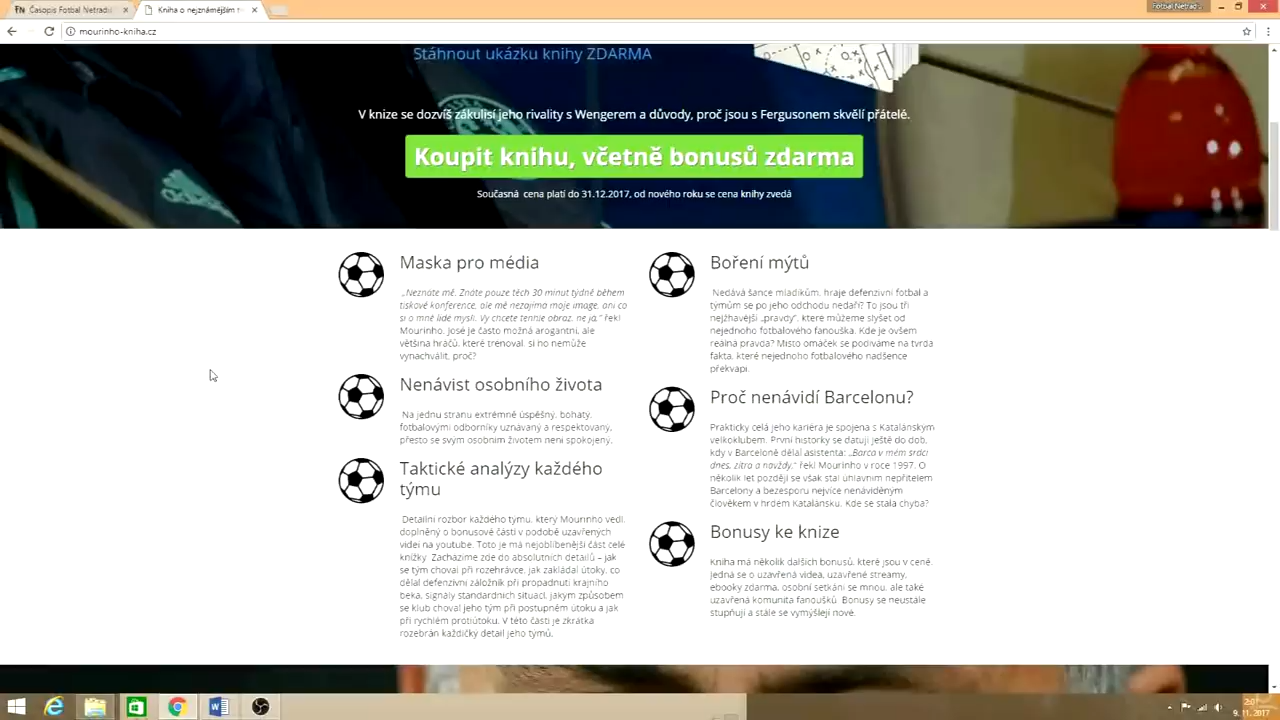 Časopis Fotbal Netradi
Kniha o nejznámějším
Fotbal Netradi
mourinho-kniha.cz
Stáhnout ukázku knihy ZDARMA
V knize se dozvíš zákulisí jeho rivality s Wengerem a důvody, proč jsou s Fergusonem skvělí přátelé.
Koupit knihu, včetně bonusů zdarma
Současná cena platí do 31.12.2017, od nového roku se cena knihy zvedá
Maska pro média
„Neznáte mě. Znáte pouze těch 30 minut týdně během
tiskové konference, ale mě nezajímá moje image, ani co
si o mně lidé myslí. Vy chcete tenhle obraz, ne já," řekl
Mourinho. José je často možná arogantní, ale
většina hráčů, které trénoval, si ho nemůže
vynachválit, proč?
Nenávist osobního života
Na jednu stranu extrémně úspěšný, bohatý,
fotbalovými odborníky uznávaný a respektovaný,
přesto se svým osobním životem není spokojený.
Taktické analýzy každého
týmu
Detailní rozbor každého týmu, který Mourinho vedl,
doplněný o bonusové části v podobě uzavřených
videí na youtube. Toto je má nejoblíbenější část celé
knížky. Zacházíme zde do absolutních detailů – jak
se tým choval při rozehrávce, jak zakládal útoky, co
dělal defenzivní záložník při propadnutí krajního
beka, signály standardních situací, jakým způsobem
se klub choval jeho tým při postupném útoku a jak
při rychlém protiútoku. V této části je zkrátka
rozebrán každičký detail jeho týmů.
Boření mýtů
Nedává šance mladíkům, hraje defenzivní fotbal a
týmům se po jeho odchodu nedaří? To jsou tři
nejžhavější „pravdy", které můžeme slyšet od
nejednoho fotbalového fanouška. Kde je ovšem
reálná pravda? Místo omáček se podíváme na tvrdá
fakta, které nejednoho fotbalového nadšence
překvapí.
Proč nenávidí Barcelonu?
Prakticky celá jeho kariéra je spojena s Katalánským
velkoklubem. První historky se datují ještě do dob,
kdy v Barceloně dělal asistenta: „Barca v mém srdci
dnes, zítra a navždy," řekl Mourinho v roce 1997. O
několik let později se však stal úhlavním nepřítelem
Barcelony a bezesporu nejvíce nenáviděným
člověkem v hrdém Katalánsku. Kde se stala chyba?
Bonusy ke knize
Kniha má několik dalších bonusů, které jsou v ceně.
Jedná se o uzavřená videa, uzavřené streamy,
ebooky zdarma, osobní setkání se mnou, ale také
uzavřená komunita fanoušků. Bonusy se neustále
stupňují a stále se vymýšlejí nové.
9. 11. 2017